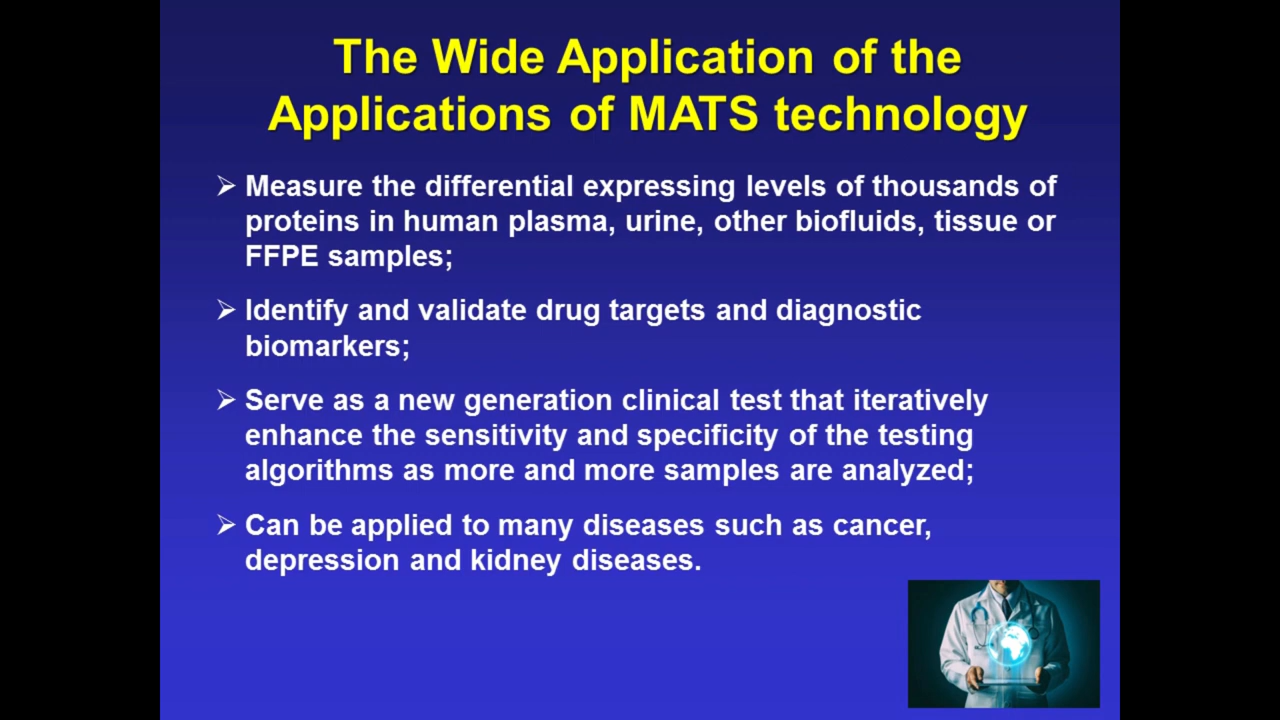 The Wide Application of the
Applications of MATS technology
➢ Measure the differential expressing levels of thousands of
proteins in human plasma, urine, other biofluids, tissue or
FFPE samples;
➢ Identify and validate drug targets and diagnostic
biomarkers;
➢ Serve as a new generation clinical test that iteratively
enhance the sensitivity and specificity of the testing
algorithms as more and more samples are analyzed;
➢ Can be applied to many diseases such as cancer,
depression and kidney diseases.